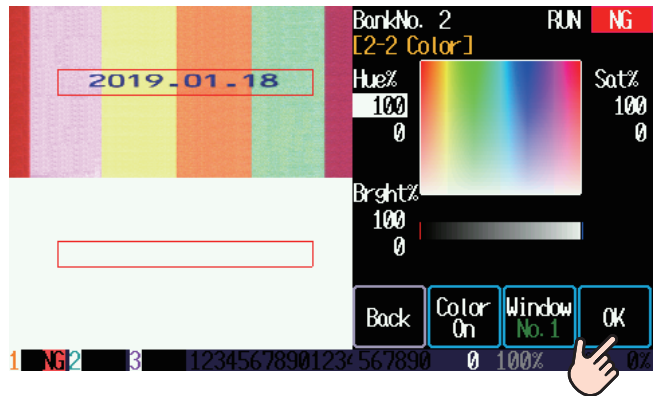 2019.01.18
BankNo. 2 RUN NG
[2-2 Color]
Hue% Sat%
100 100
0 0
Brght%
100
0
Back Color On Window No.1 OK
1 NG 2 3 12345678901234567890 0 100% 0%